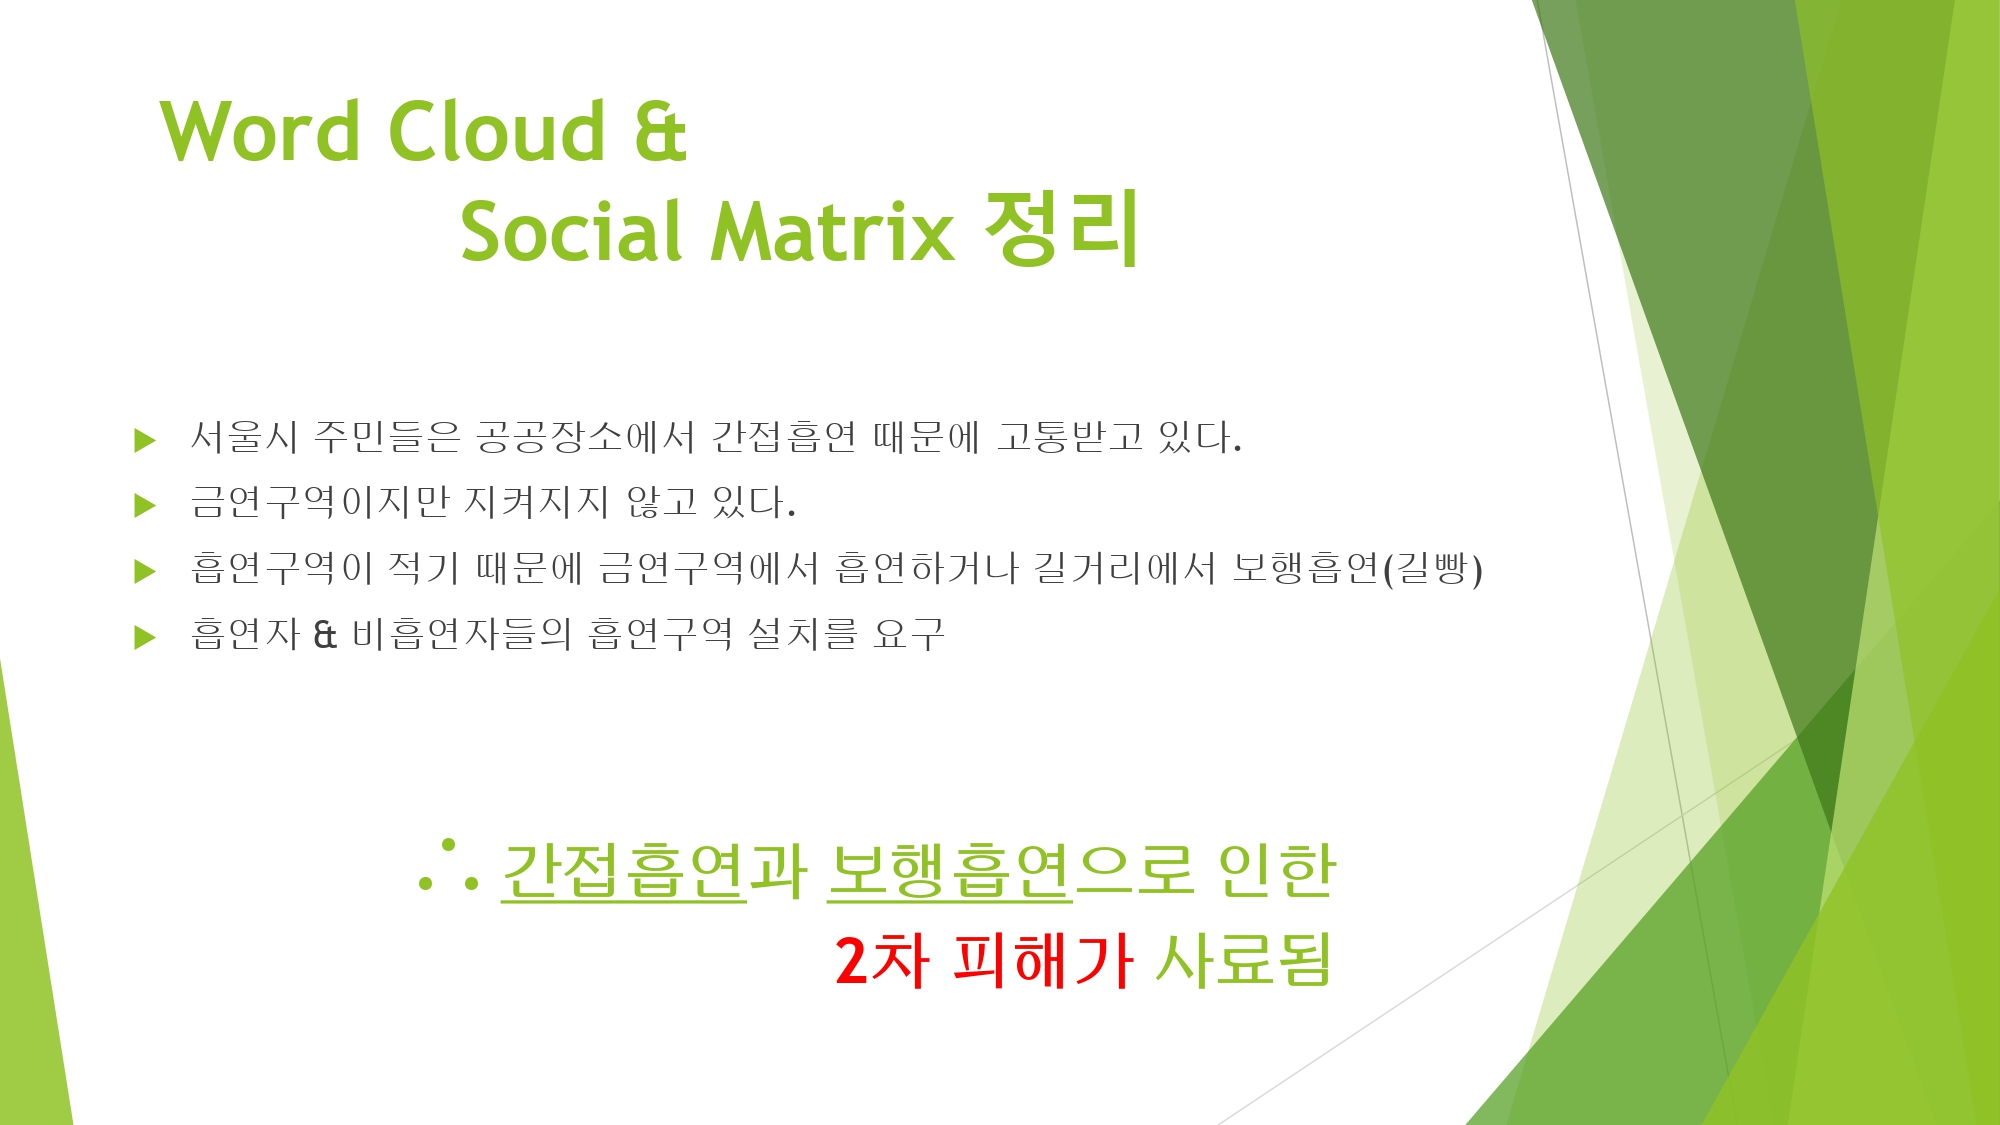 Word Cloud &
Social Matrix 정리
서울시 주민들은 공공장소에서 간접흡연 때문에 고통받고 있다.
금연구역이지만 지켜지지 않고 있다.
흡연구역이 적기 때문에 금연구역에서 흡연하거나 길거리에서 보행흡연(길빵)
흡연자 & 비흡연자들의 흡연구역 설치를 요구
∴ 간접흡연과 보행흡연으로 인한
2차 피해가 사료됨